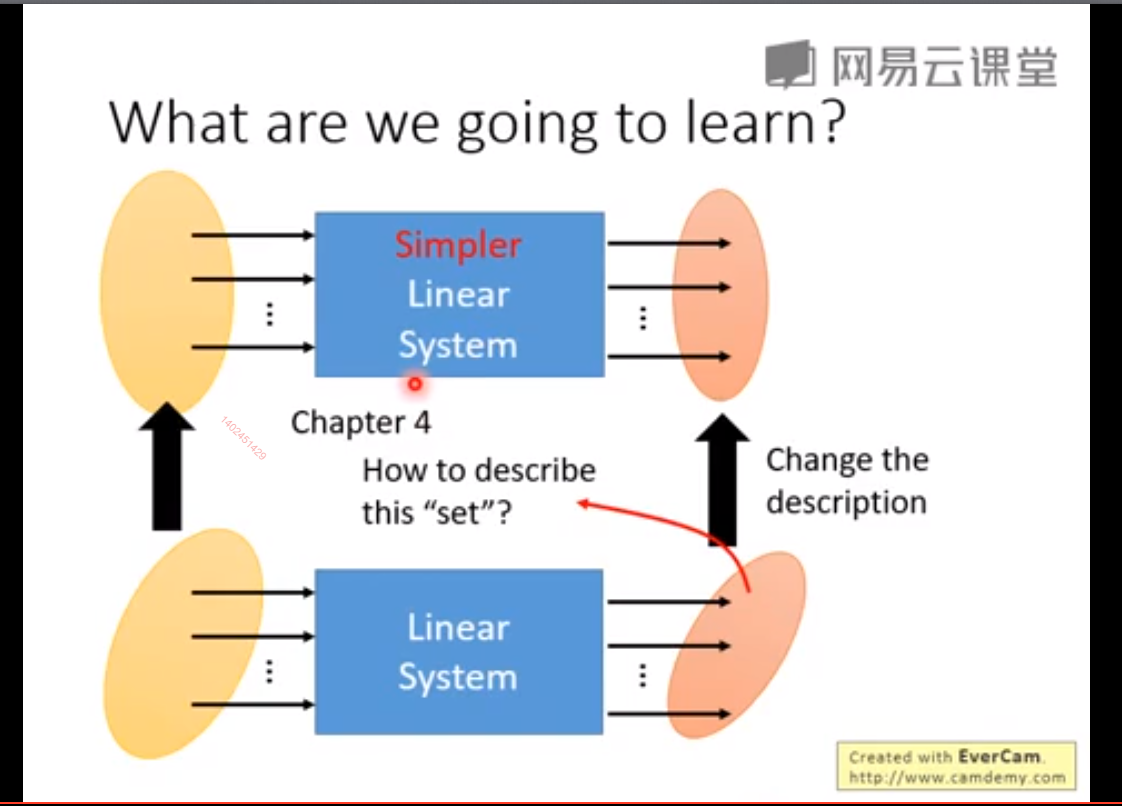 网易云课堂
What are we going to learn?
Simpler
Linear
System
1402451429
Chapter 4
How to describe
this “set”?
Change the
description
Linear
System
Created with EverCam.
http://www.camdemy.com